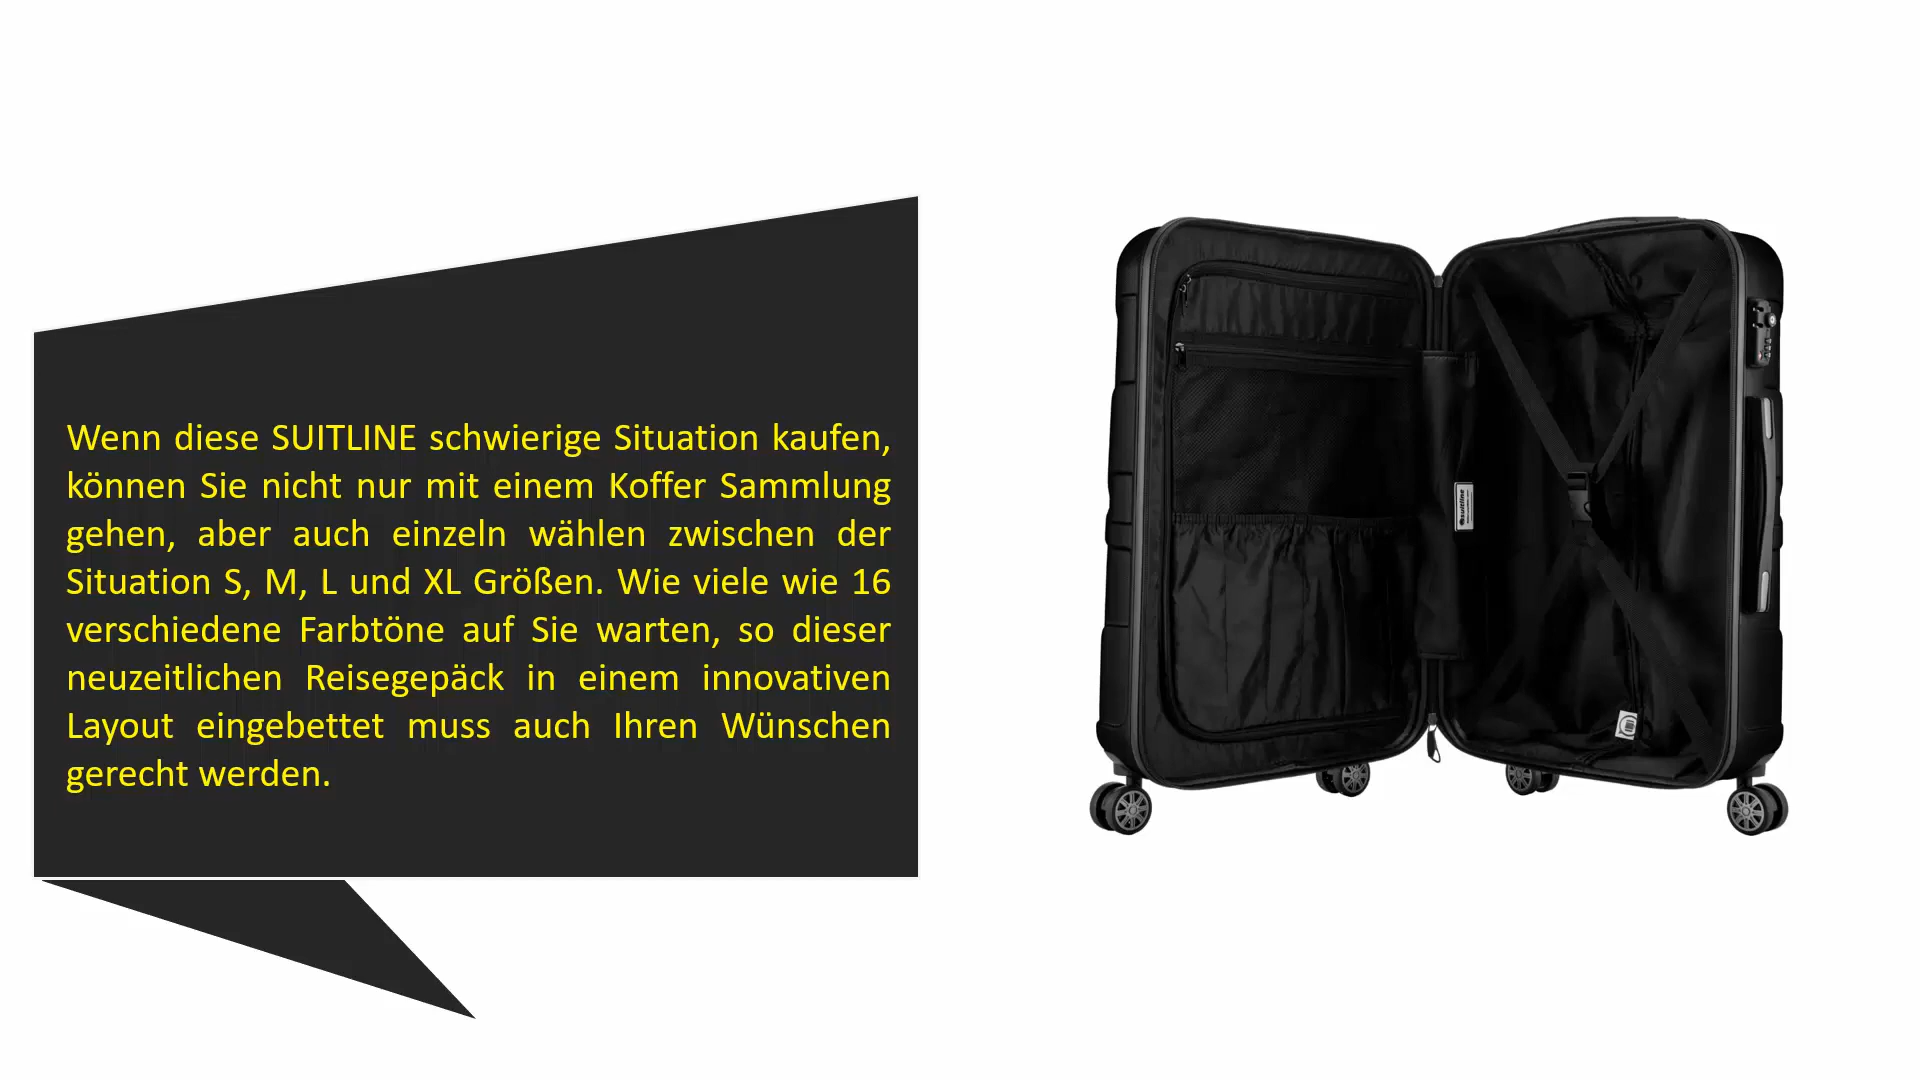 Wenn diese SUITLINE schwierige Situation kaufen,
können Sie nicht nur mit einem Koffer Sammlung
gehen, aber auch einzeln wählen zwischen der
Situation S, M, L und XL Größen. Wie viele wie 16
verschiedene Farbtöne auf Sie warten, so dieser
neuzeitlichen Reisegepäck in einem innovativen
Layout eingebettet muss auch Ihren Wünschen
gerecht werden.
suitline